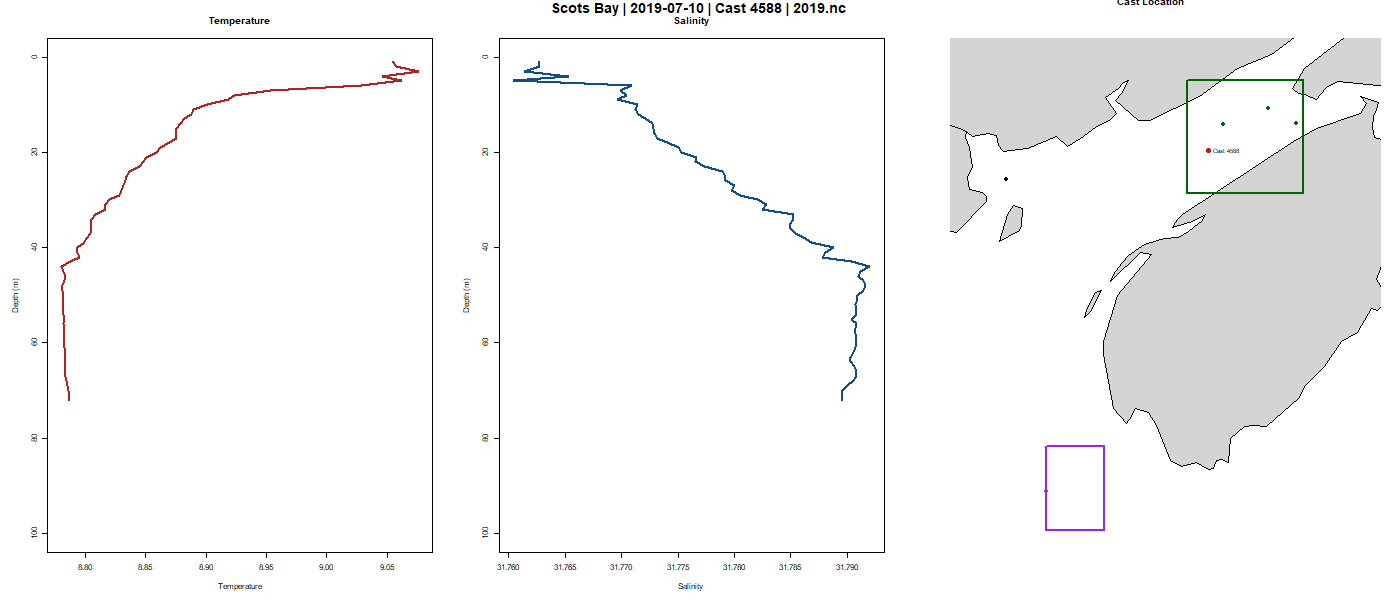 Scots Bay | 2019-07-10 | Cast 4588 | 2019.nc
Cast Location
Temperature
Salinity
0
20
40
60
80
100
Depth (m)
8.80
8.85
8.90
8.95
9.00
9.05
Temperature
0
20
40
60
80
100
Depth (m)
31.760
31.765
31.770
31.775
31.780
31.785
31.790
Salinity
Cast 4588